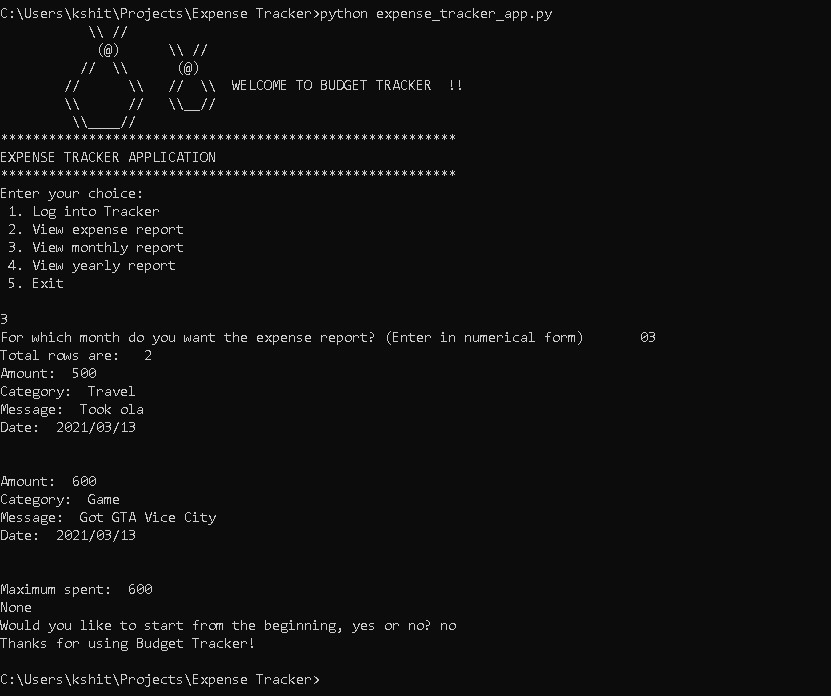 C:\Users\kshit\Projects\Expense Tracker>python expense_tracker_app.py
           \\ //
            (@)      \\ //
          //  \\      (@)
        //      \\   //  \\  WELCOME TO BUDGET TRACKER  !!
        \\      //   \\__//
         \\____//
*********************************************************
EXPENSE TRACKER APPLICATION
*********************************************************
Enter your choice:
 1. Log into Tracker
 2. View expense report
 3. View monthly report
 4. View yearly report
 5. Exit
3
For which month do you want the expense report? (Enter in numerical form)       03
Total rows are:   2
Amount:  500
Category:  Travel
Message:  Took ola
Date:  2021/03/13
Amount:  600
Category:  Game
Message:  Got GTA Vice City
Date:  2021/03/13
Maximum spent:  600
None
Would you like to start from the beginning, yes or no? no
Thanks for using Budget Tracker!
C:\Users\kshit\Projects\Expense Tracker>